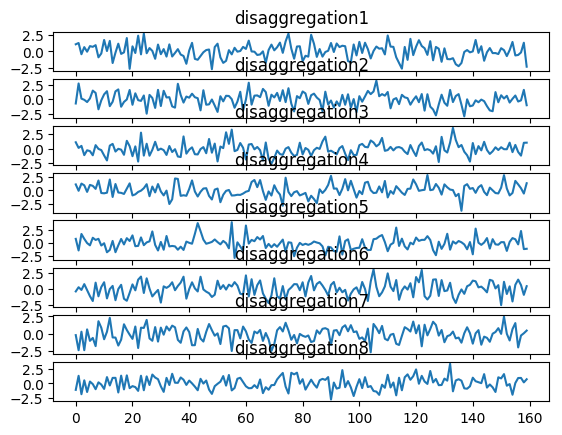 disaggregation1
2.5
0.0
−2.5
disaggregation2
2.5
0.0
−2.5
disaggregation3
2.5
0.0
−2.5
disaggregation4
2.5
0.0
−2.5
disaggregation5
2.5
0.0
−2.5
disaggregation6
2.5
0.0
−2.5
disaggregation7
2.5
0.0
−2.5
disaggregation8
2.5
0.0
−2.5
0 20 40 60 80 100 120 140 160